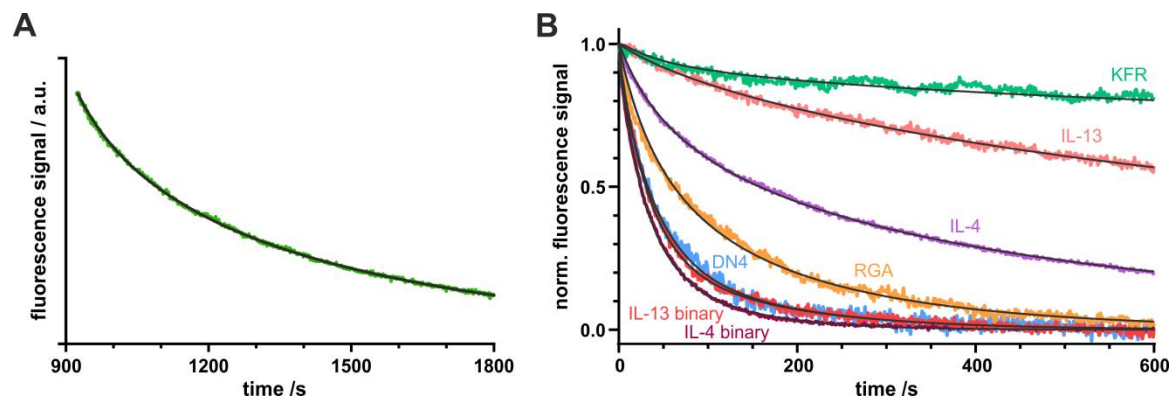 A
fluorescence signal / a.u.
900
1200
1500
1800
time /s
B
norm. fluorescence signal
1.0
0.5
0.0
KFR
IL-13
IL-4
RGA
DN4
IL-13 binary
IL-4 binary
0
200
400
600
time /s